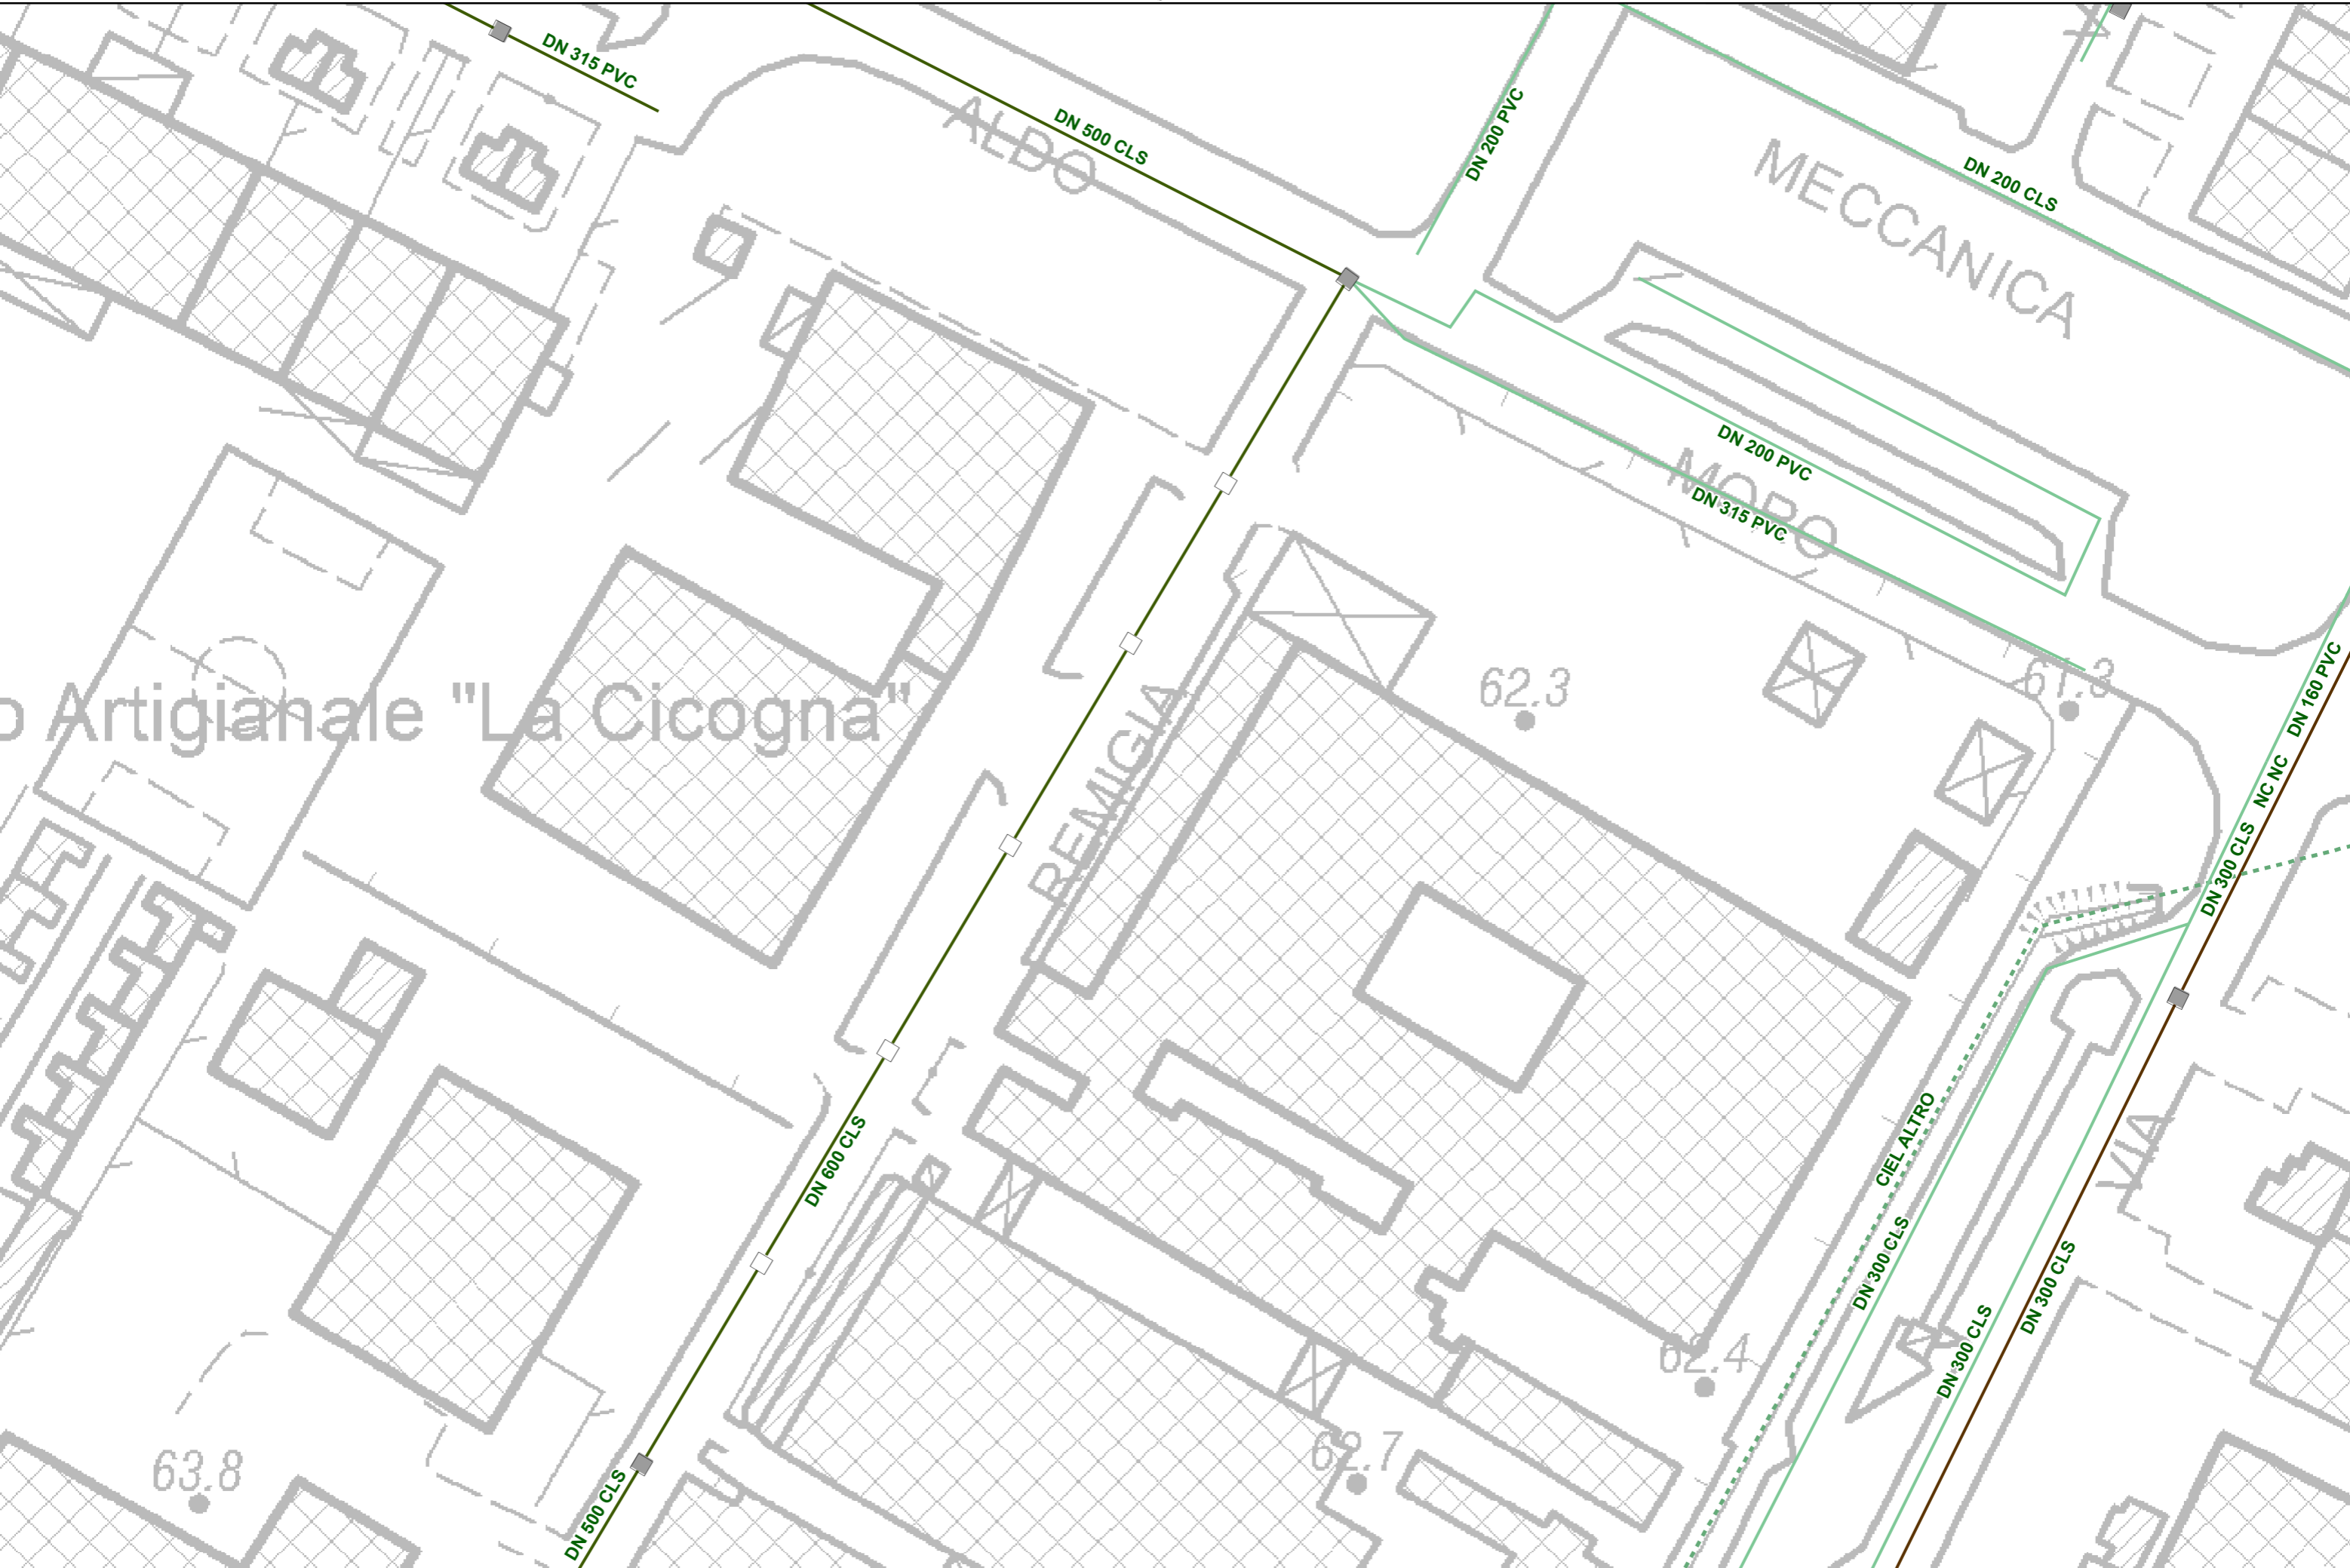 DN 315 PVC
ALDO
DN 500 CLS
DN 200 PVC
MECCANICA
DN 200 CLS
DN 200 PVC
MORO
DN 315 PVC
o Artigianale "La Cicogna"
REMIGIA
62.3
61.3
DN 160 PVC
NC NC
DN 300 CLS
CIEL ALTRO
VIA
DN 600 CLS
DN 300 CLS
DN 300 CLS
DN 300 CLS
62.4
62.7
63.8
DN 500 CLS